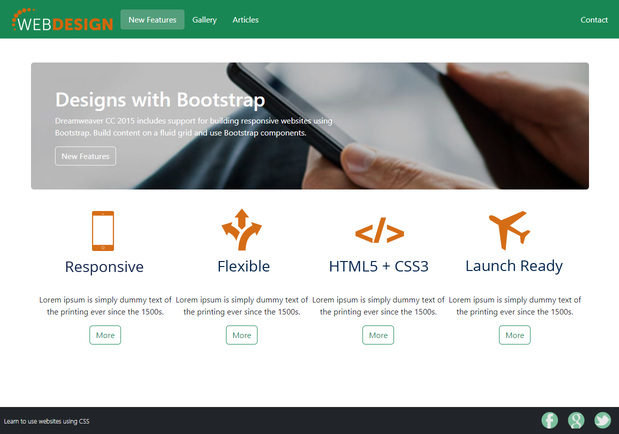 WEBDESIGN
New Features
Gallery
Articles
Contact
Designs with Bootstrap
Dreamweaver CC 2015 includes support for building responsive websites using
Bootstrap. Build content on a fluid grid and use Bootstrap components.
New Features
</>
Responsive
Flexible
HTML5 + CSS3
Launch Ready
Lorem ipsum is simply dummy text of
the printing ever since the 1500s.
Lorem ipsum is simply dummy text of
the printing ever since the 1500s.
Lorem ipsum is simply dummy text of
the printing ever since the 1500s.
Lorem ipsum is simply dummy text of
the printing ever since the 1500s.
More
More
More
More
Learn to use websites using CSS